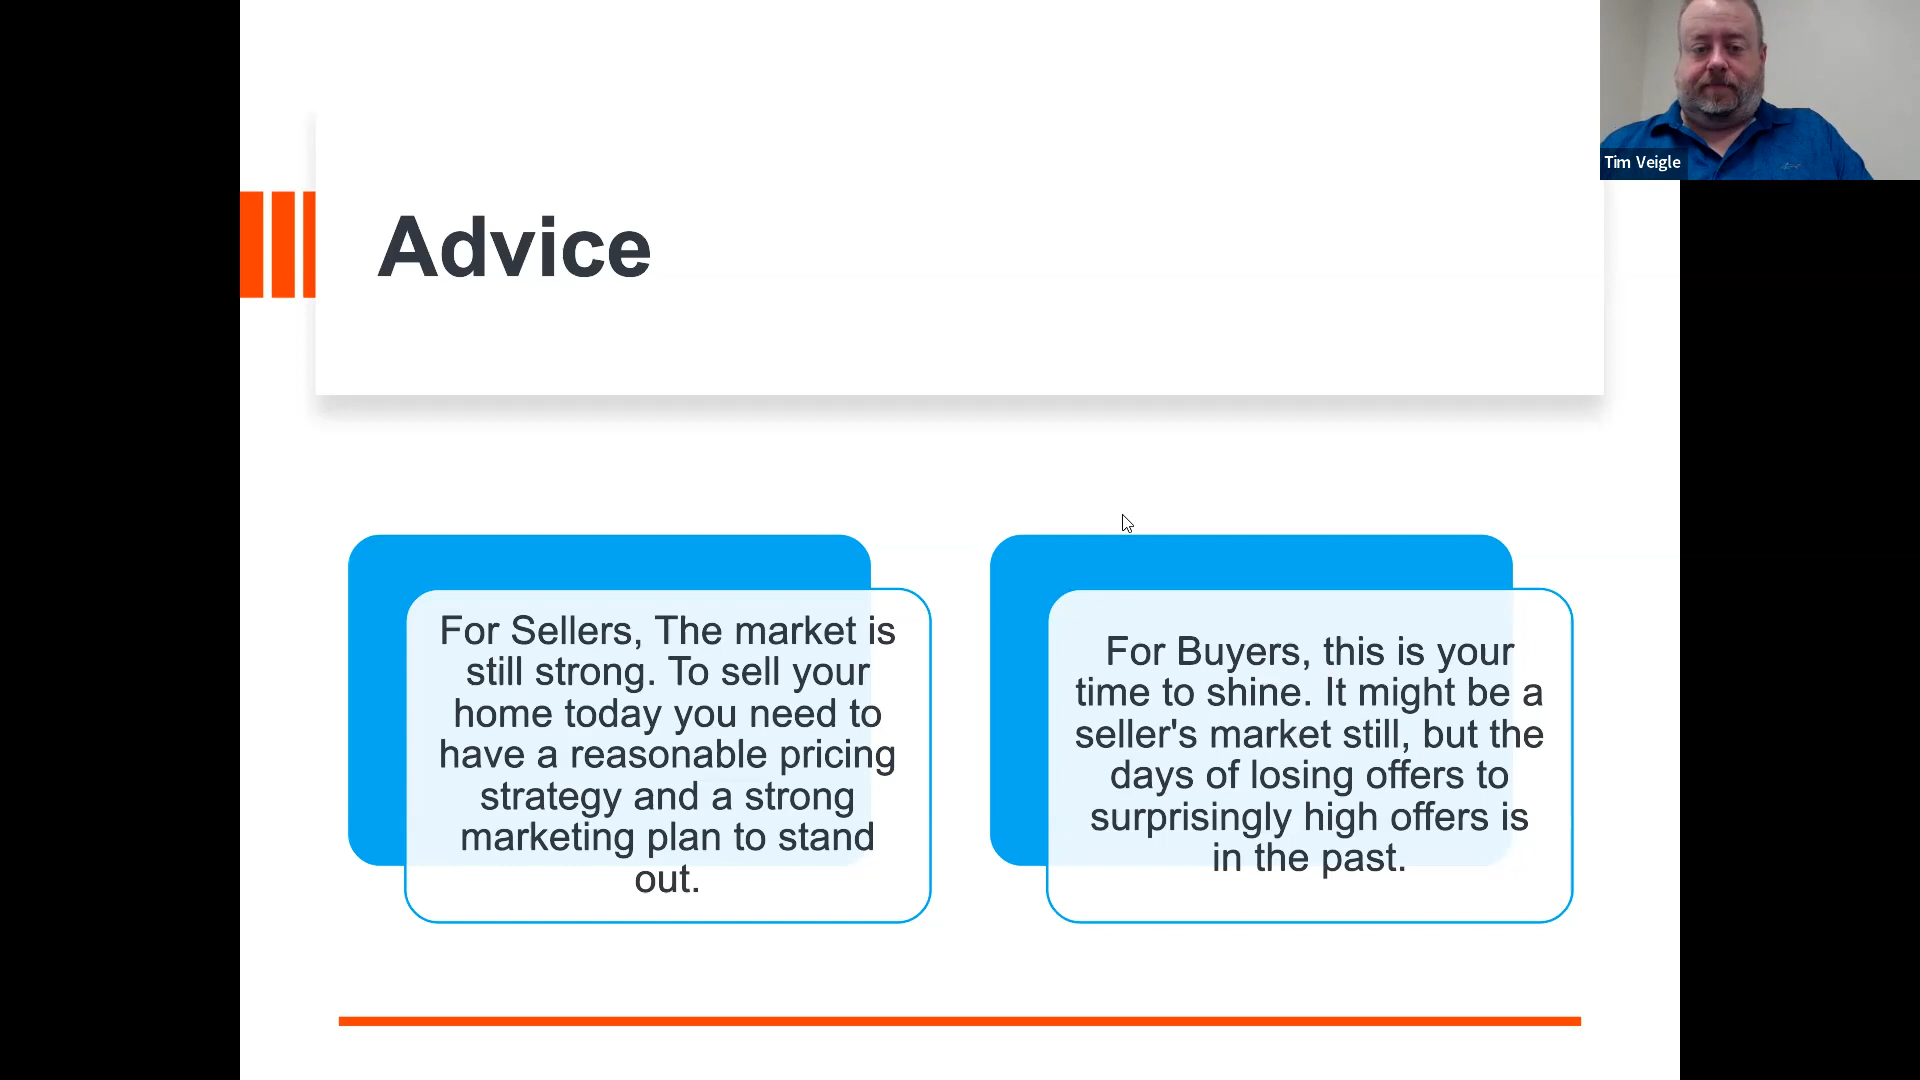 Tim Veigle
Advice
For Sellers, The market is
still strong. To sell your
home today you need to
have a reasonable pricing
strategy and a strong
marketing plan to stand
out.
For Buyers, this is your
time to shine. It might be a
seller's market still, but the
days of losing offers to
surprisingly high offers is
in the past.